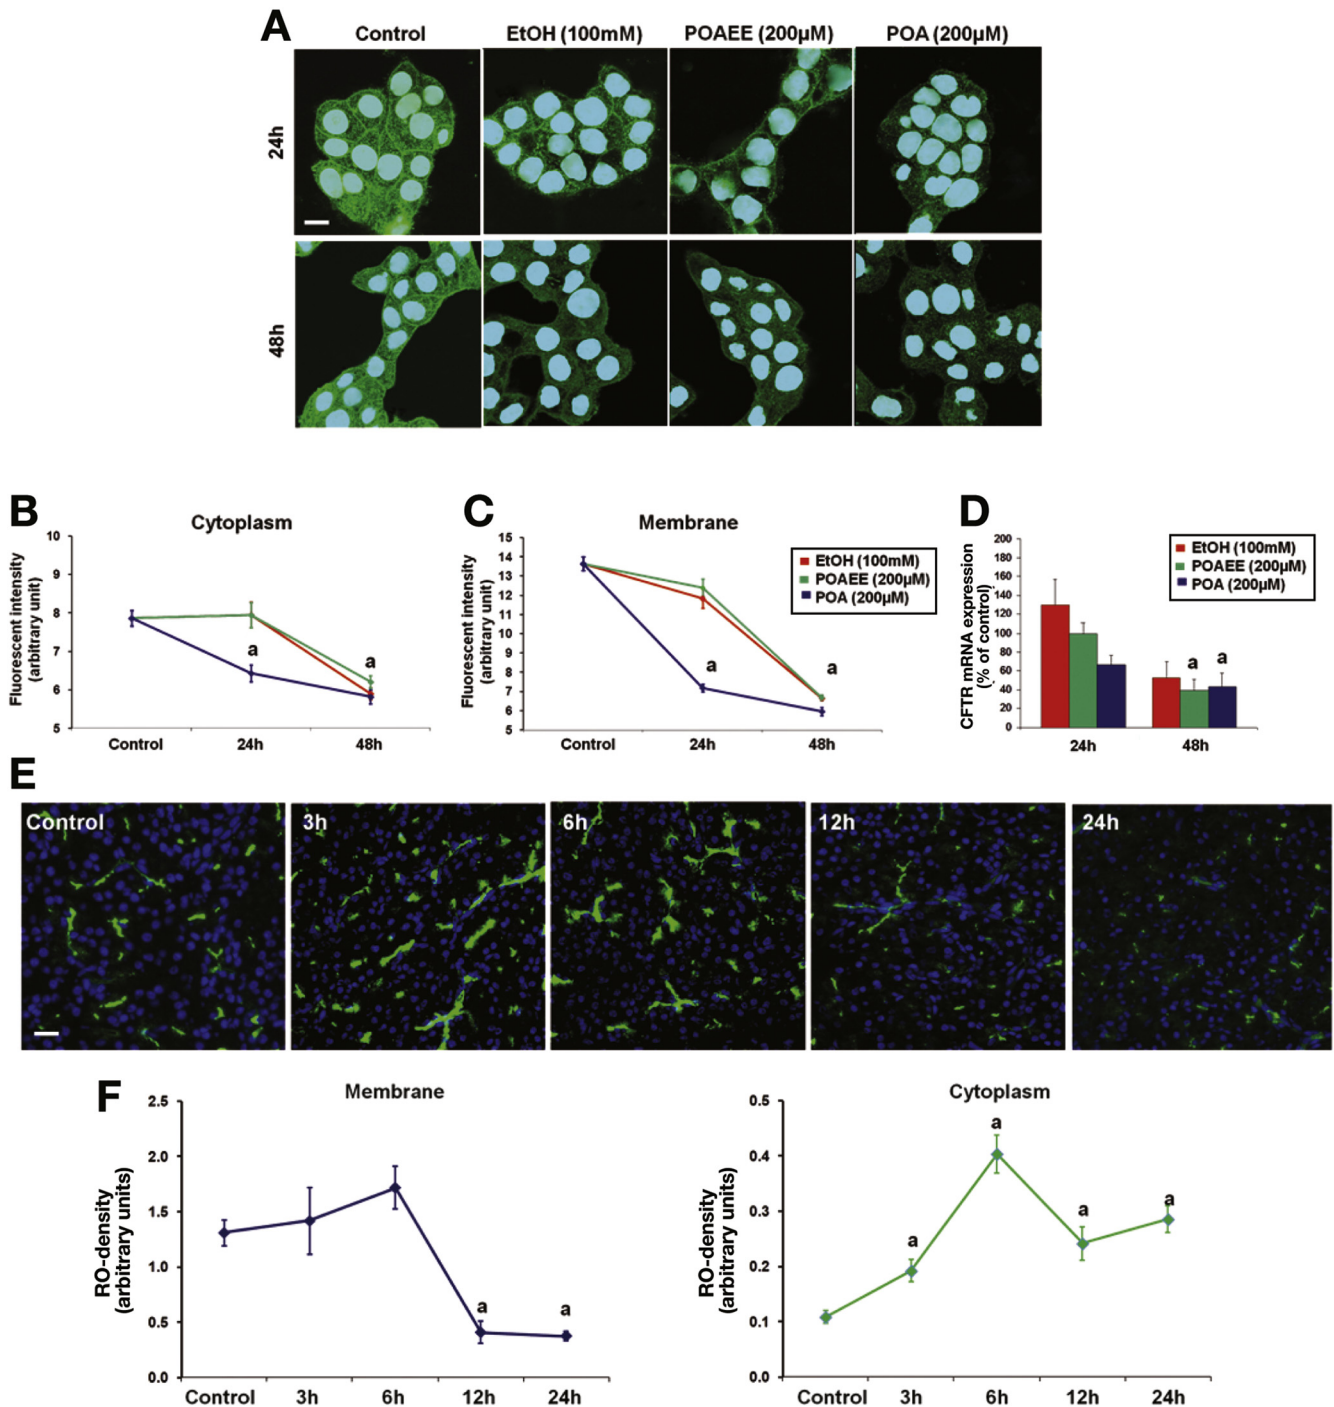 A
Control
EtOH (100mM)
POAEE (200µM)
POA (200µM)
24h
48h
B
Cytoplasm
Fluorescent intensity
(arbitrary unit)
10
9
8
7
6
5
a
a
Control
24h
48h
C
Membrane
Fluorescent intensity
(arbitrary unit)
15
14
13
12
11
10
9
8
7
6
5
EtOH (100mM)
POAEE (200µM)
POA (200µM)
a
a
Control
24h
48h
D
CFTR mRNA expression
(% of control)
200
180
160
140
120
100
80
60
40
20
0
EtOH (100mM)
POAEE (200µM)
POA (200µM)
a
a
24h
48h
E
Control
3h
6h
12h
24h
F
Membrane
RO-density
(arbitrary units)
2.5
2.0
1.5
1.0
0.5
0.0
a
a
Control
3h
6h
12h
24h
Cytoplasm
RO-density
(arbitrary units)
0.5
0.4
0.3
0.2
0.1
0.0
a
a
a
a
Control
3h
6h
12h
24h